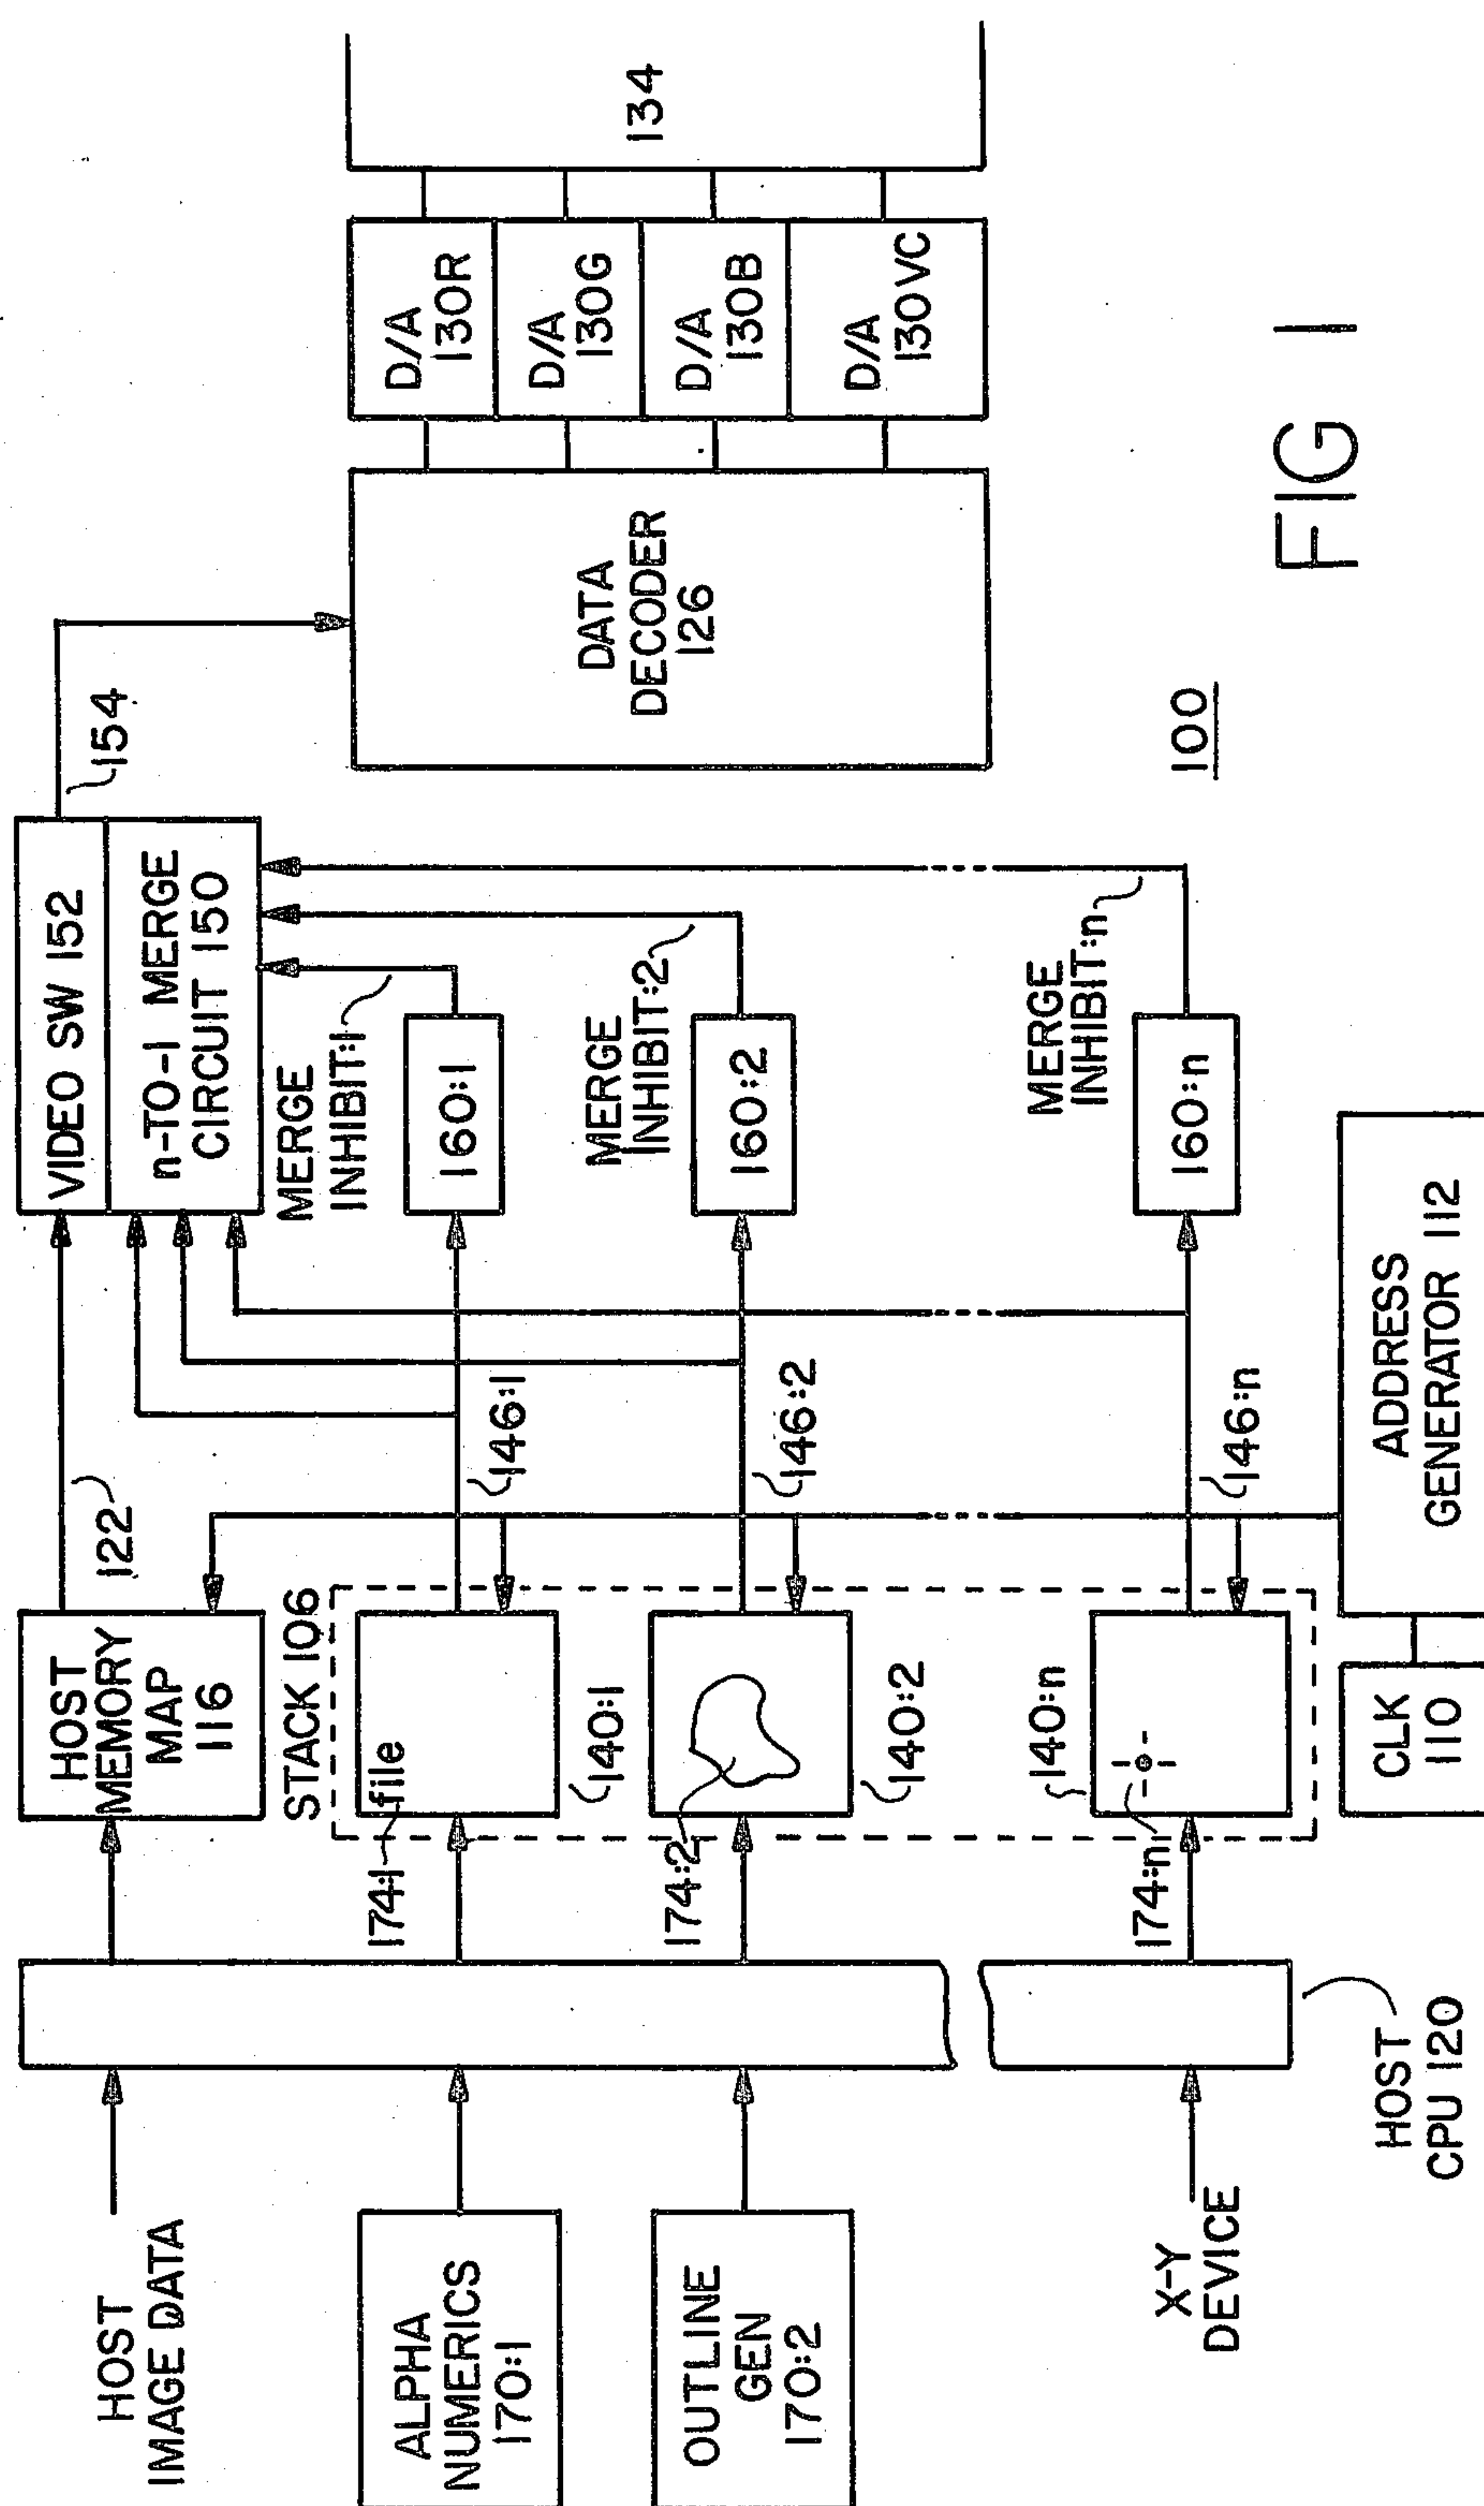 HOST
IMAGE DATA
ALPHA
NUMERICS
170:1
OUTLINE
GEN
170:2
X-Y
DEVICE
HOST
CPU 120
HOST
MEMORY
MAP
116
STACK 106
174:1
file
140:1
174:2
140:2
174:n
140:n
CLK
110
ADDRESS
GENERATOR 112
122
146:1
146:2
146:n
VIDEO SW 152
n-TO-1 MERGE
CIRCUIT 150
MERGE
INHIBIT:1
160:1
MERGE
INHIBIT:2
160:2
MERGE
INHIBIT:n
160:n
154
DATA
DECODER
126
D/A
130R
D/A
130G
D/A
130B
D/A
130VC
134
100
FIG 1